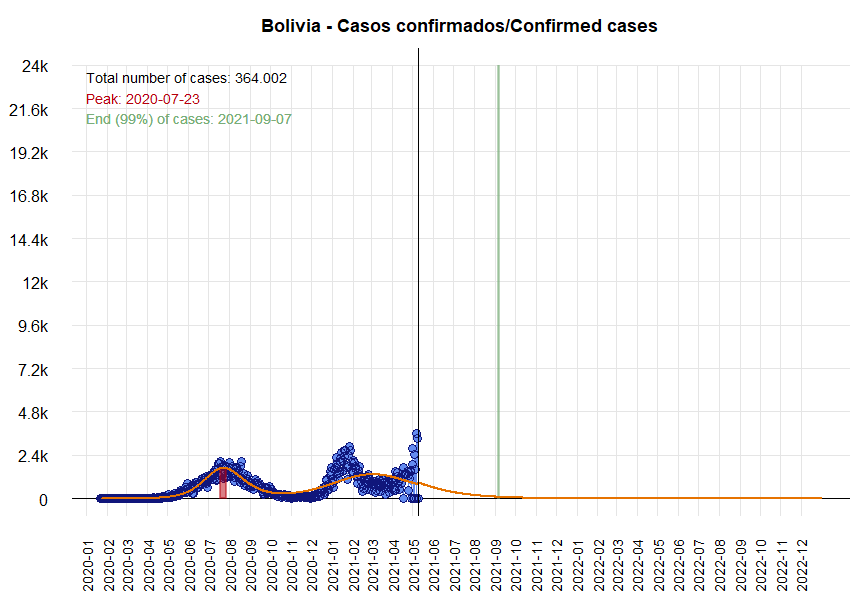 Bolivia - Casos confirmados/Confirmed cases
24k
21.6k
19.2k
16.8k
14.4k
12k
9.6k
7.2k
4.8k
2.4k
0
Total number of cases: 364.002
Peak: 2020-07-23
End (99%) of cases: 2021-09-07
2020-01
2020-02
2020-03
2020-04
2020-05
2020-06
2020-07
2020-08
2020-09
2020-10
2020-11
2020-12
2021-01
2021-02
2021-03
2021-04
2021-05
2021-06
2021-07
2021-08
2021-09
2021-10
2021-11
2021-12
2022-01
2022-02
2022-03
2022-04
2022-05
2022-06
2022-07
2022-08
2022-09
2022-10
2022-11
2022-12